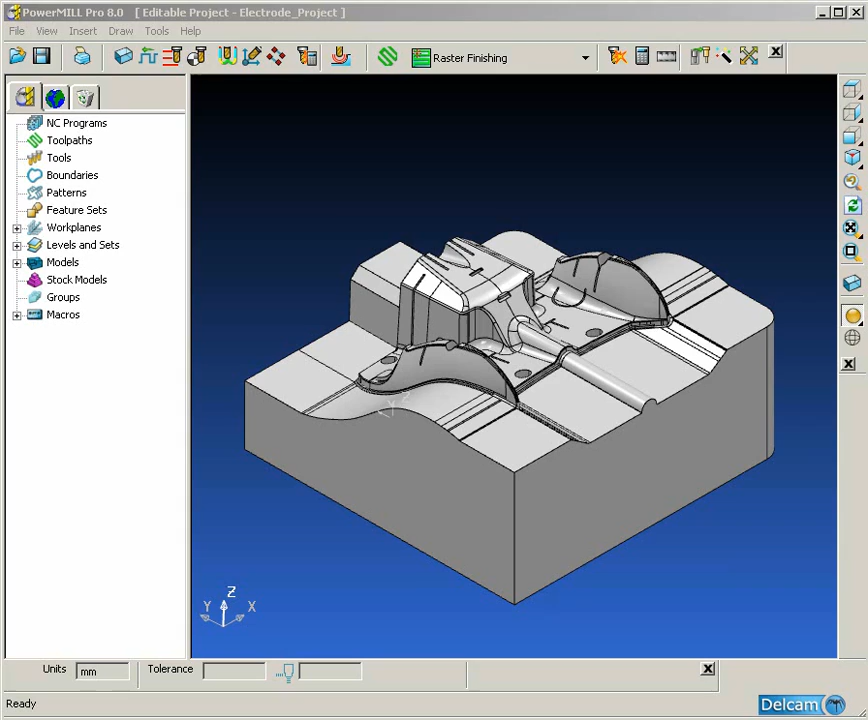 PowerMILL Pro 8.0 [ Editable Project - Electrode_Project ]
File View Insert Draw Tools Help
Raster Finishing
NC Programs
Toolpaths
Tools
Boundaries
Patterns
Feature Sets
Workplanes
Levels and Sets
Models
Stock Models
Groups
Macros
Z
Y X
Units mm Tolerance
Ready
Delcam